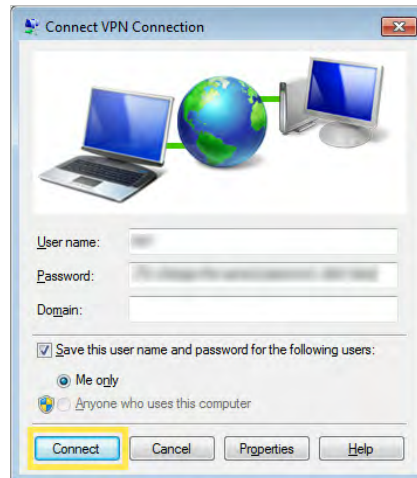 Connect VPN Connection
User name:
Password:
Domain:
Save this user name and password for the following users:
Me only
Anyone who uses this computer
Connect Cancel Properties Help